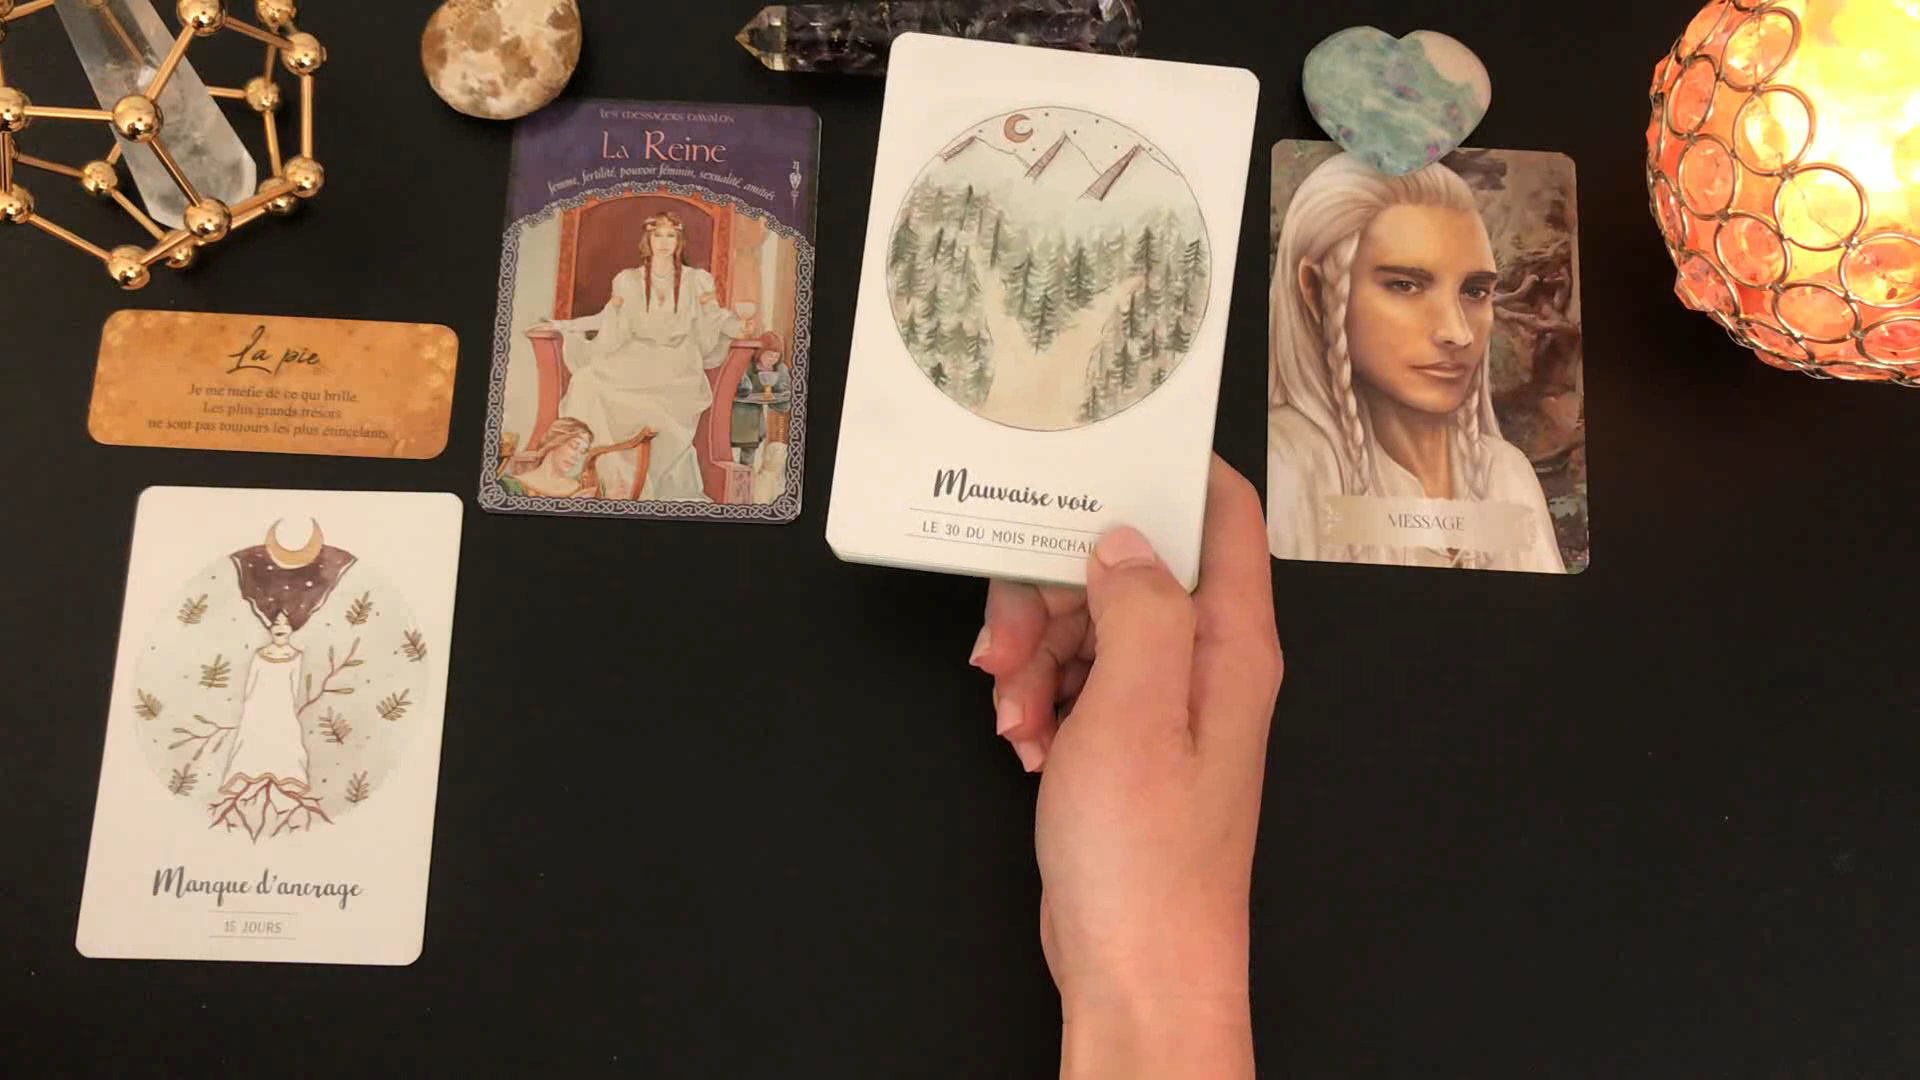 La pie
Je me méfie de ce qui brille.
Les plus grands trésors
ne sont pas toujours les plus étincelants
Manque d'ancrage
15 JOURS
LES MESSAGERS D'AVALON
La Reine
femme, fertilité, pouvoir féminin, sexualité, amitiés
Mauvaise voie
LE 30 DU MOIS
MESSAGE